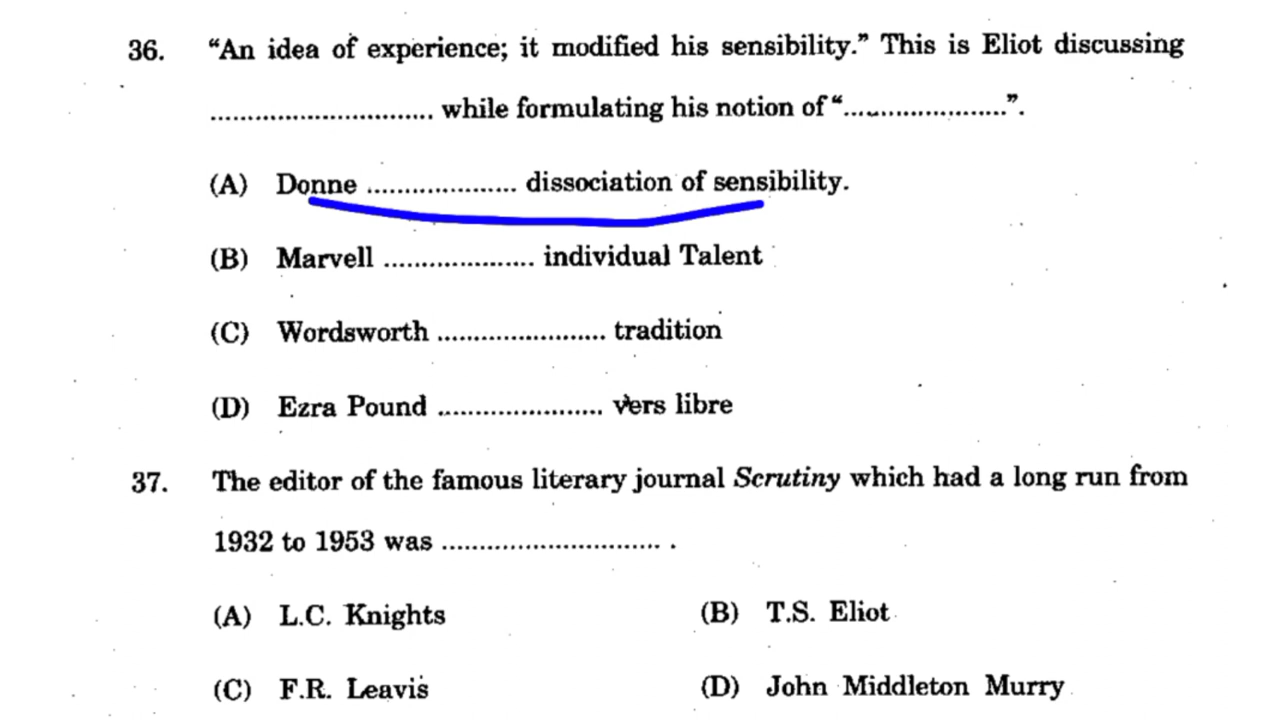 36. “An idea of experience; it modified his sensibility.” This is Eliot discussing
.............................. while formulating his notion of “......................”.
(A) Donne .................... dissociation of sensibility.
(B) Marvell .................... individual Talent
(C) Wordsworth ....................... tradition
(D) Ezra Pound ...................... vers libre
37. The editor of the famous literary journal Scrutiny which had a long run from
1932 to 1953 was ............................. .
(A) L.C. Knights (B) T.S. Eliot
(C) F.R. Leavis (D) John Middleton Murry